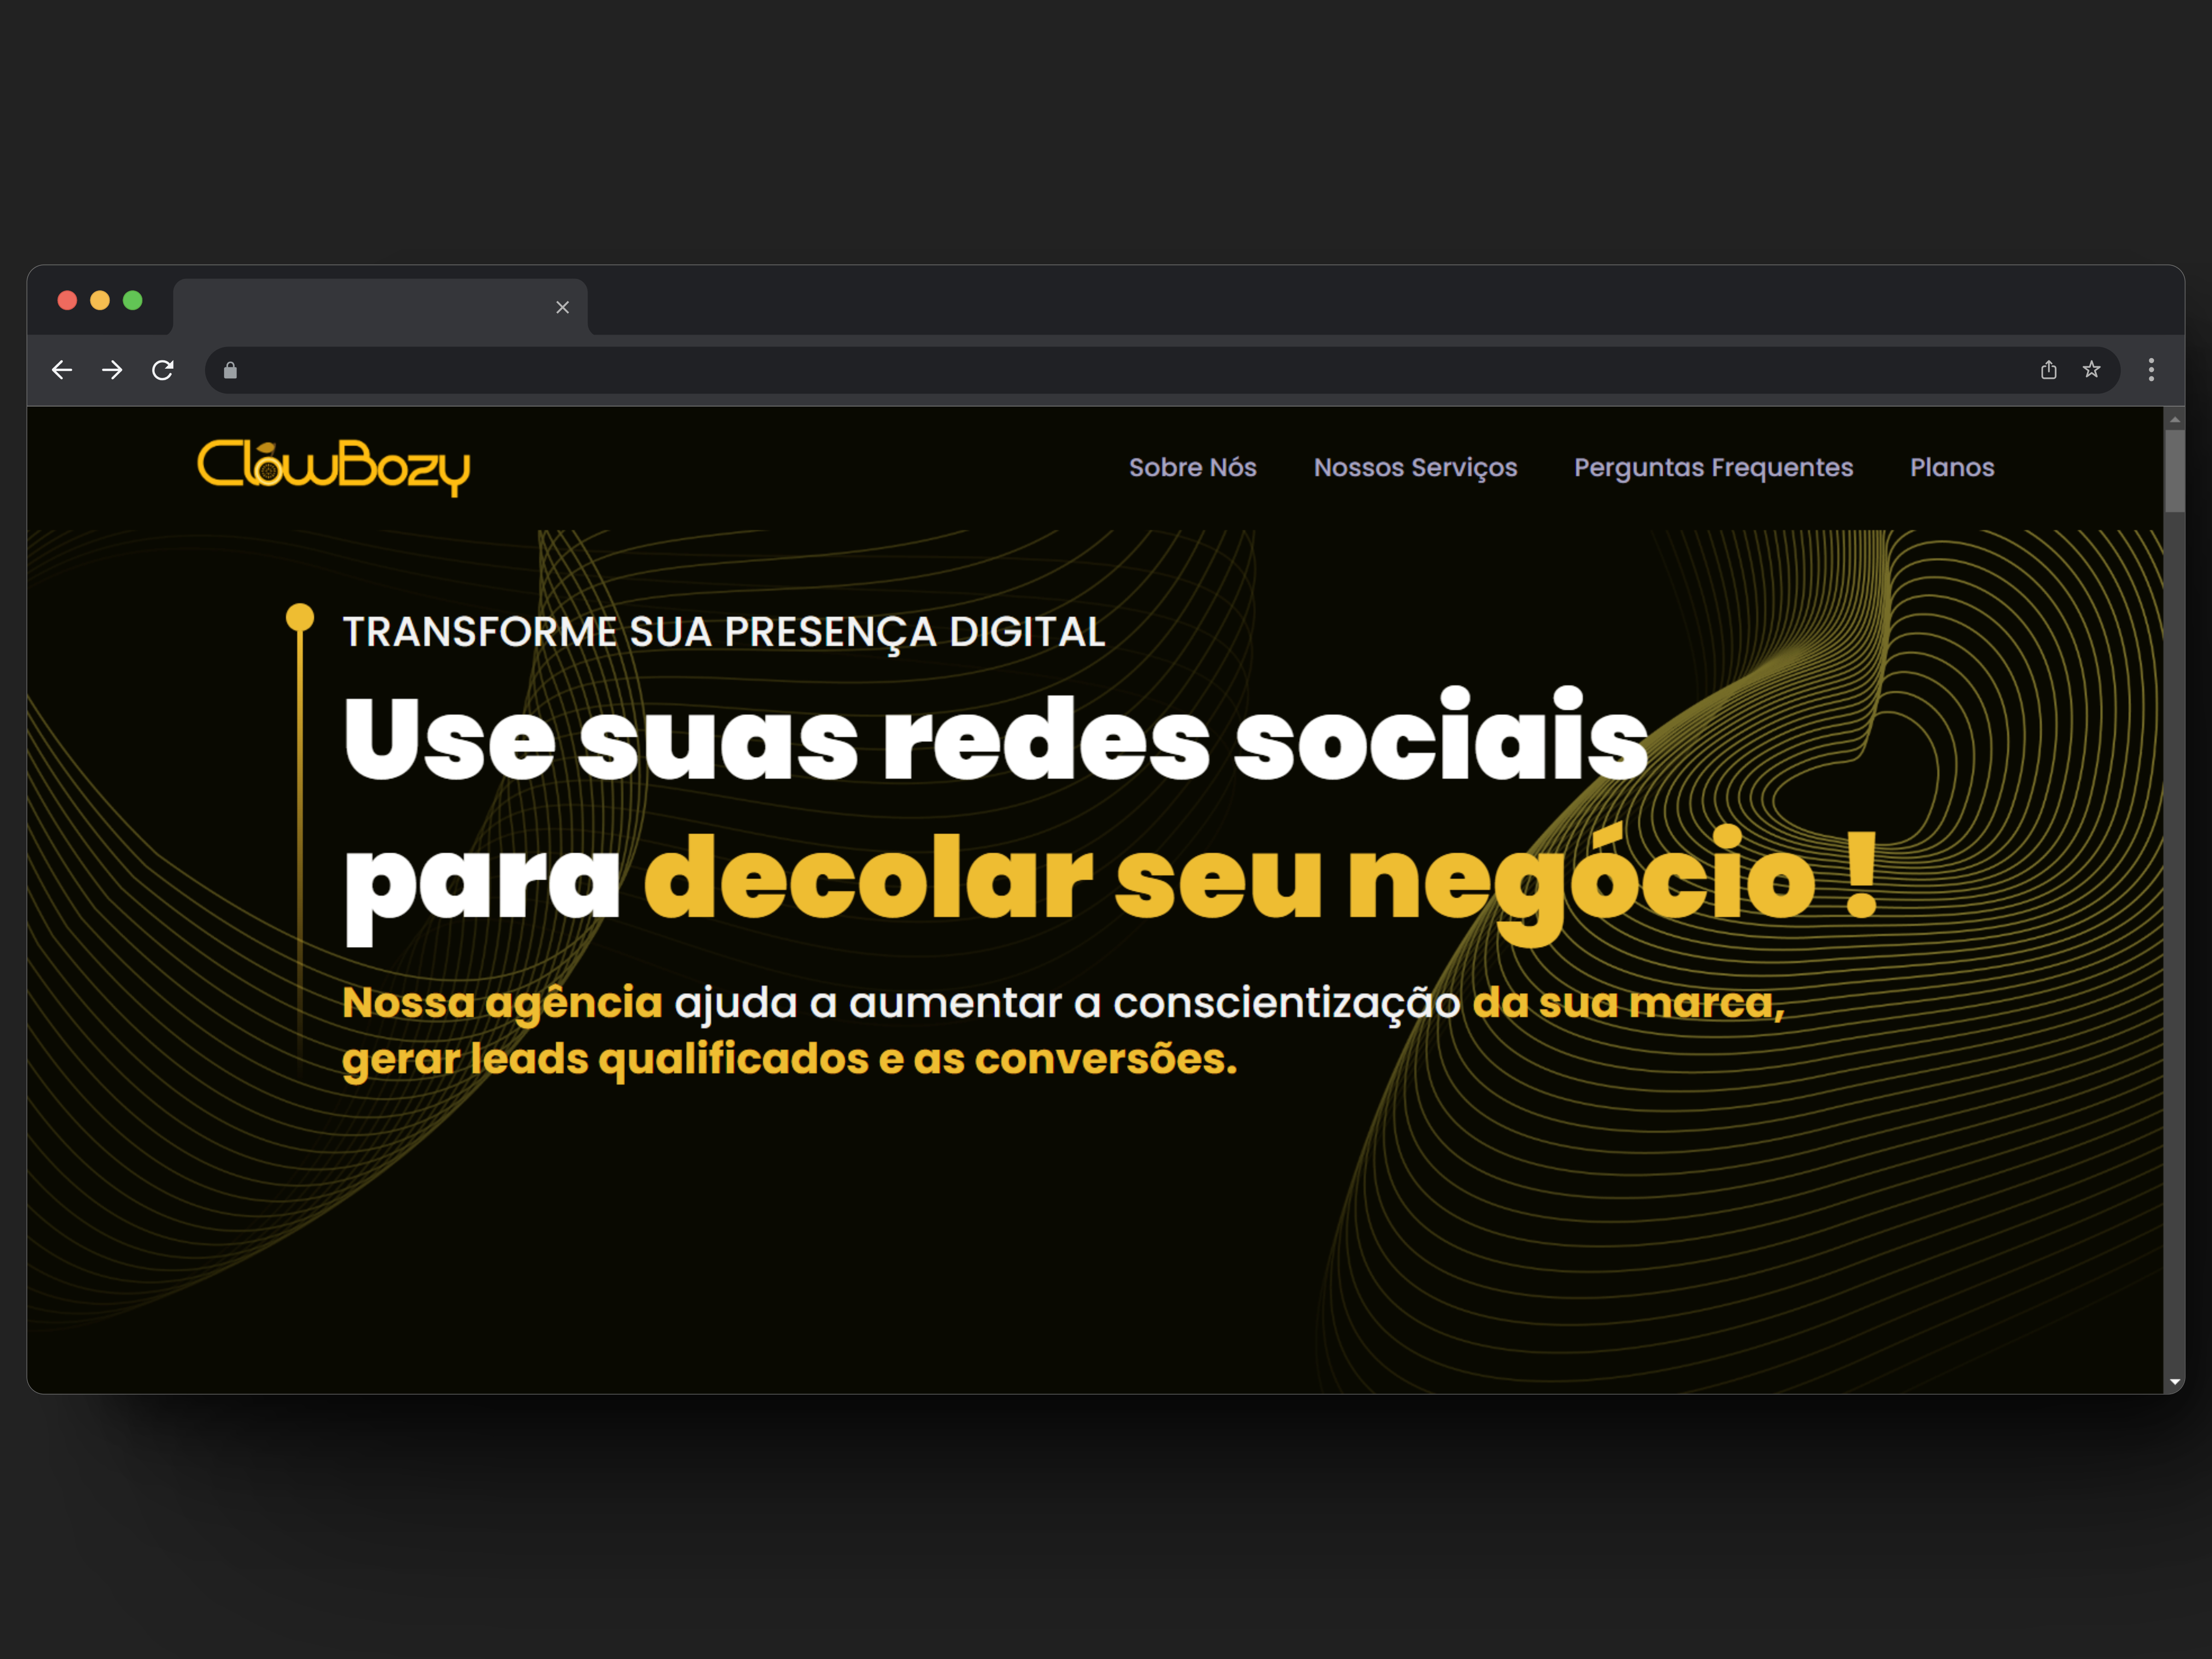 ClowBozy
Sobre Nós Nossos Serviços Perguntas Frequentes Planos
TRANSFORME SUA PRESENÇA DIGITAL
Use suas redes sociais
para decolar seu negócio !
Nossa agência ajuda a aumentar a conscientização da sua marca,
gerar leads qualificados e as conversões.